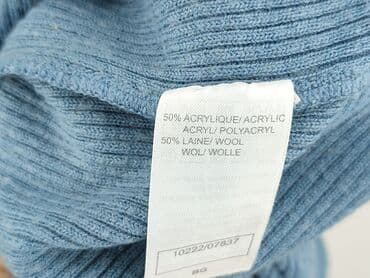 50% ACRYLIQUE/ ACRYLIC
ACRYL/ POLYACRYL
50% LAINE/ WOOL
WOL/ WOLLE
10222/07837
BG